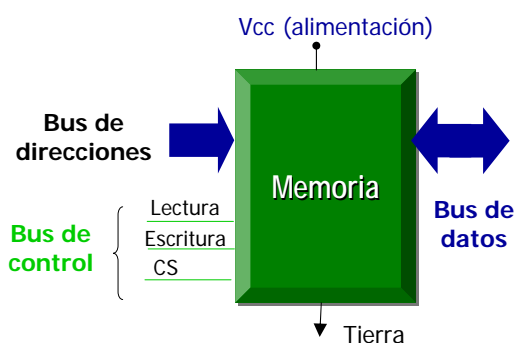 Vcc (alimentación)
Bus de
direcciones
Memoria
Lectura
Escritura
CS
Bus de
control
Bus de
datos
Tierra